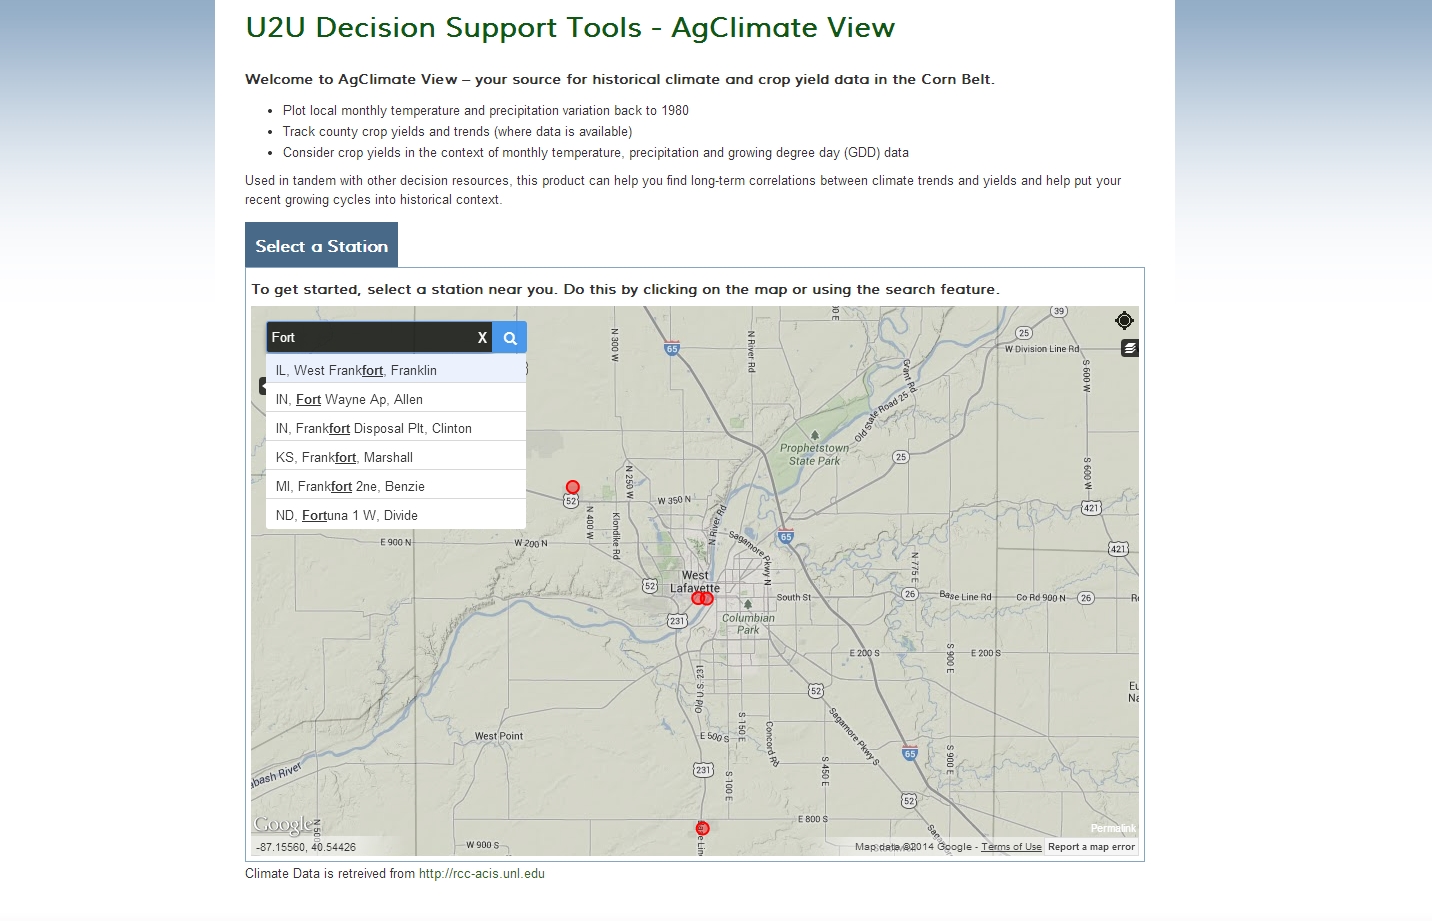 U2U Decision Support Tools - AgClimate View
Welcome to AgClimate View – your source for historical climate and crop yield data in the Corn Belt.
• Plot local monthly temperature and precipitation variation back to 1980
• Track county crop yields and trends (where data is available)
• Consider crop yields in the context of monthly temperature, precipitation and growing degree day (GDD) data
Used in tandem with other decision resources, this product can help you find long-term correlations between climate trends and yields and help put your
recent growing cycles into historical context.
Select a Station
To get started, select a station near you. Do this by clicking on the map or using the search feature.
Fort X
IL, West Frankfort, Franklin
IN, Fort Wayne Ap, Allen
IN, Frankfort Disposal Plt, Clinton
KS, Frankfort, Marshall
MI, Frankfort 2ne, Benzie
ND, Fortuna 1 W, Divide
39
25
W Division Line Rd
65
N 300 W
N River Rd
Grant Rd
S 600 W
Old State Road 25
Prophetstown
State Park
25
S 600 W
N 250 W
52
W 350 N
N 400 W
Klondike Rd
N River Rd
421
E 900 N
W 200 N
Sagamore Pkwy N
65
421
N 775 E
West
Lafayette
52
South St
26
Base Line Rd
Co Rd 900 N
26
231
Columbian
Park
E 200 S
S 900 E
E 200 S
Old U.S. 231
52
S 150 E
Concord Rd
Sagamore Pkwy S
West Point
E 500 S
65
S 900 E
231
S 100 E
S 450 E
52
Wabash River
E 800 S
Google
Permalink
-87.15560, 40.54426
W 900 S
Map data ©2014 Google - Terms of Use
Report a map error
Climate Data is retreived from http://rcc-acis.unl.edu